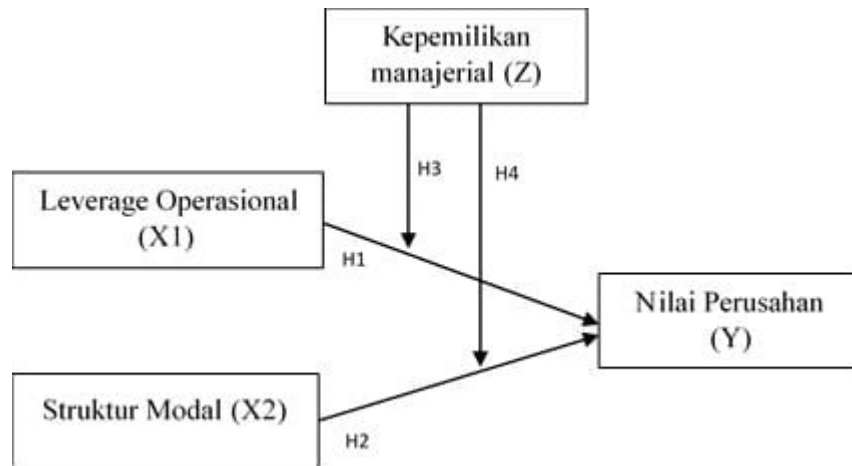 Kepemilikan
manajerial (Z)
H3
H4
Leverage Operasional
(X1)
H1
Nilai Perusahan
(Y)
Struktur Modal (X2)
H2